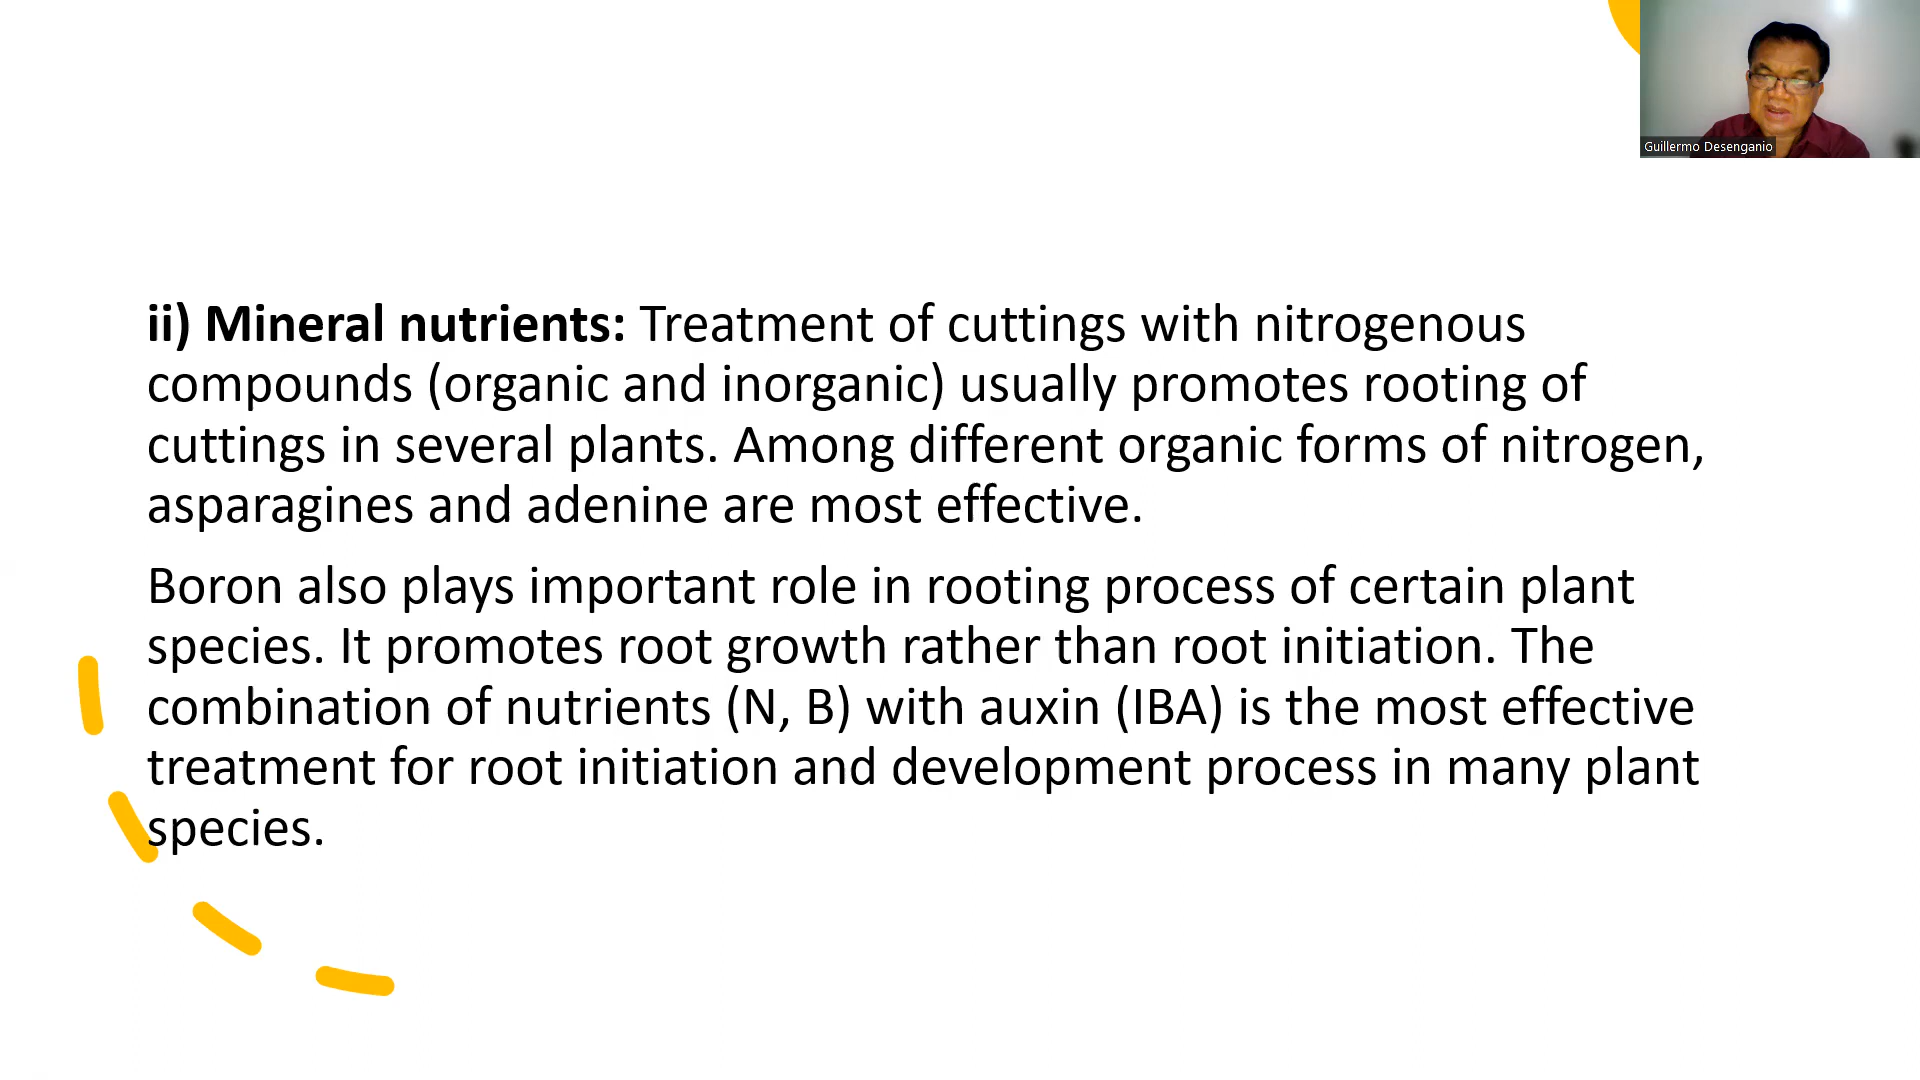 Guillermo Desenganio
ii) Mineral nutrients: Treatment of cuttings with nitrogenous
compounds (organic and inorganic) usually promotes rooting of
cuttings in several plants. Among different organic forms of nitrogen,
asparagines and adenine are most effective.
Boron also plays important role in rooting process of certain plant
species. It promotes root growth rather than root initiation. The
combination of nutrients (N, B) with auxin (IBA) is the most effective
treatment for root initiation and development process in many plant
species.